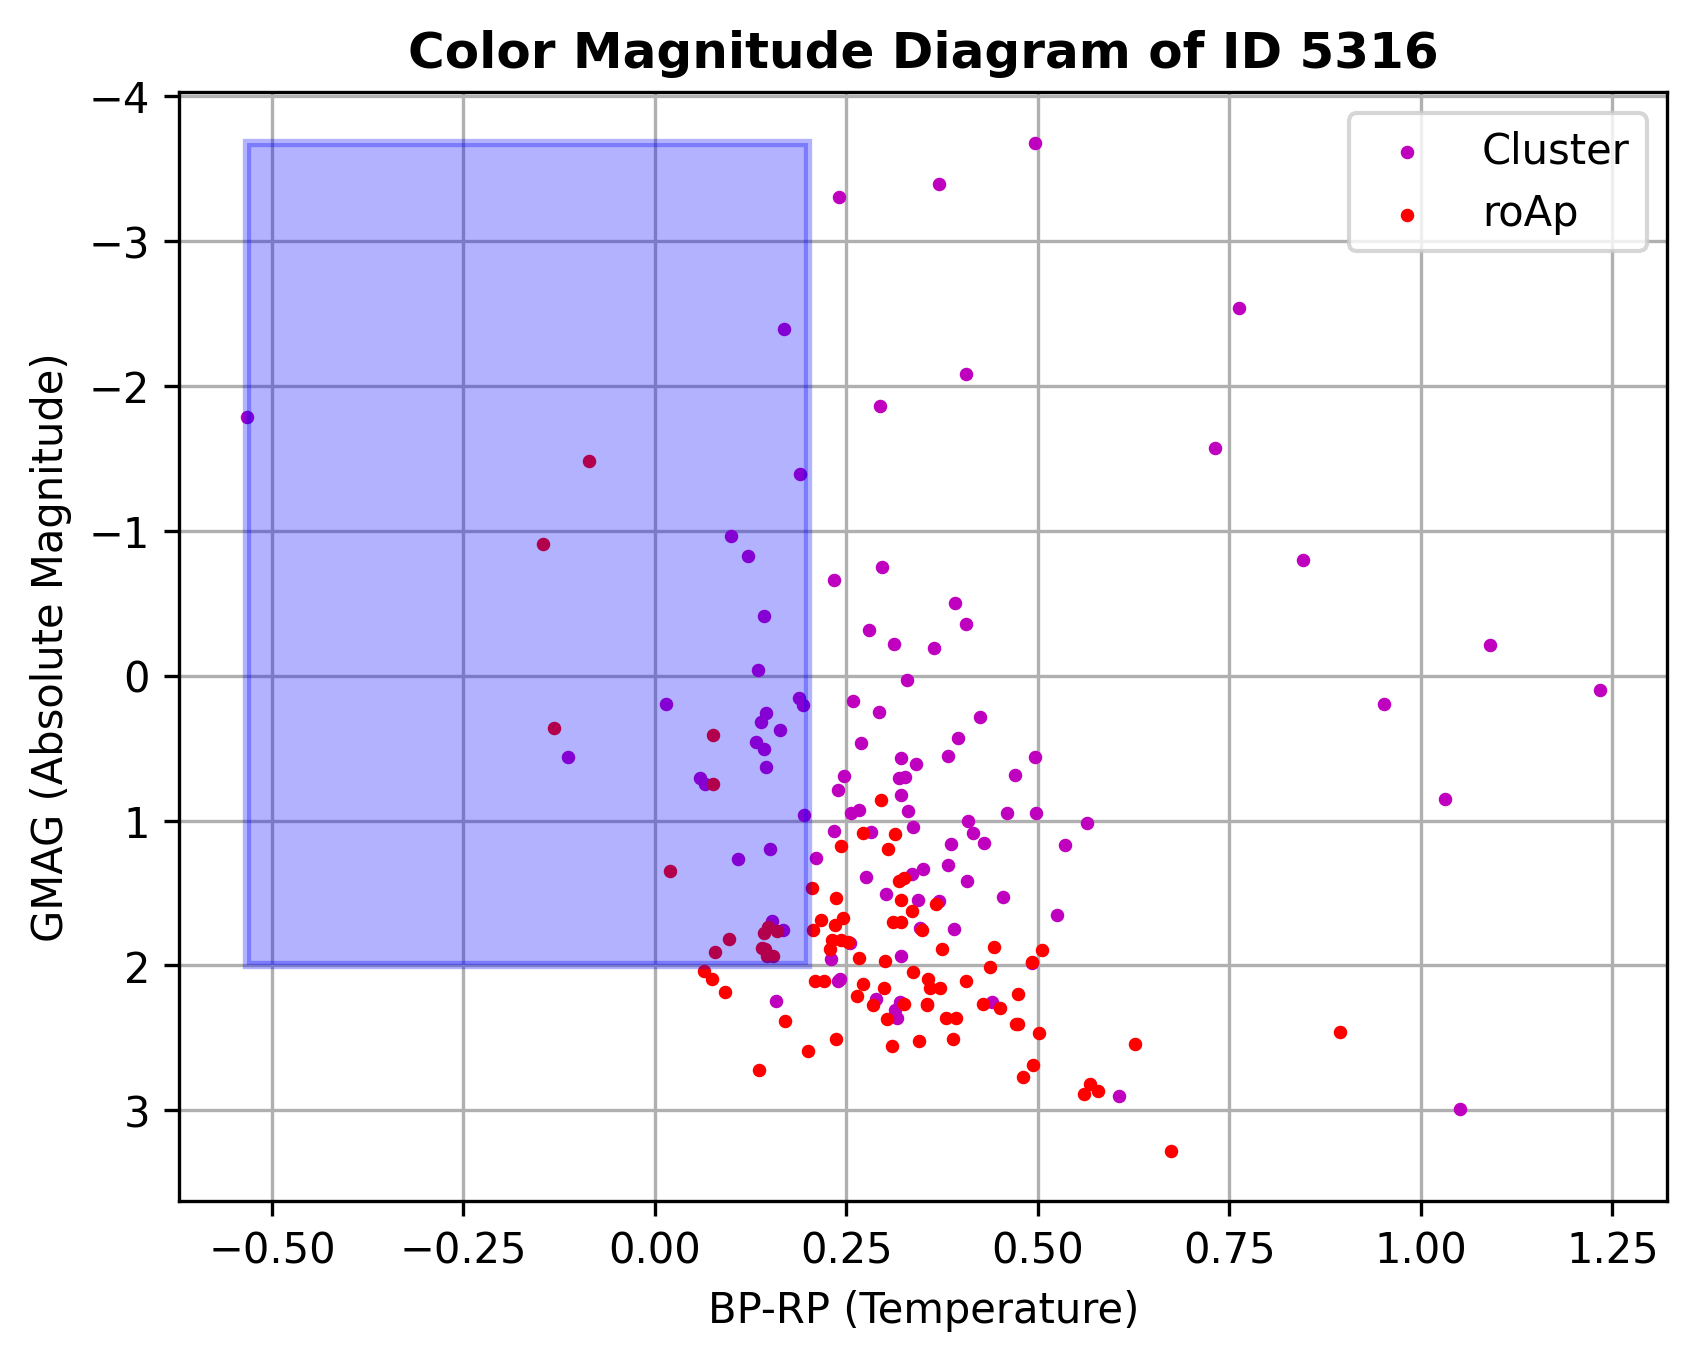 Color Magnitude Diagram of ID 5316
Cluster
roAp
GMAG (Absolute Magnitude)
−4
−3
−2
−1
0
1
2
3
−0.50 −0.25 0.00 0.25 0.50 0.75 1.00 1.25
BP-RP (Temperature)